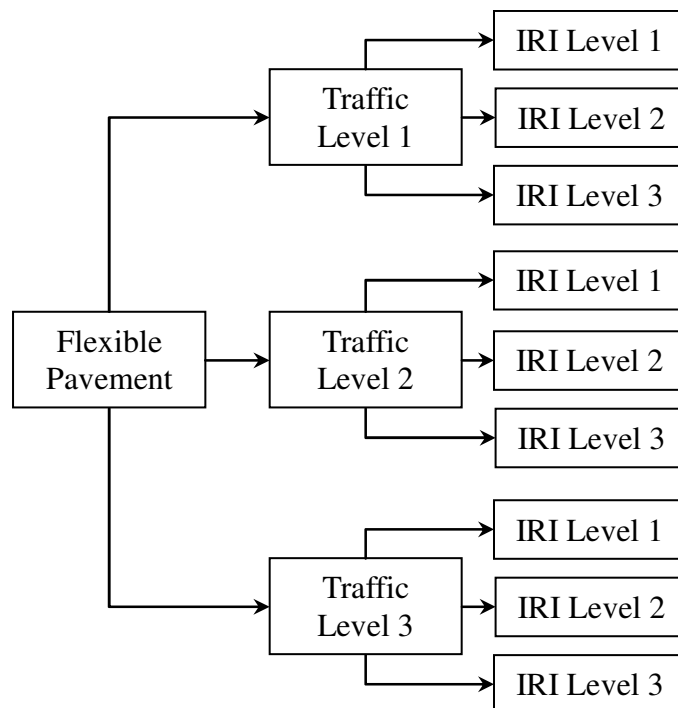 Flexible
Pavement
Traffic
Level 1
IRI Level 1
IRI Level 2
IRI Level 3
Traffic
Level 2
IRI Level 1
IRI Level 2
IRI Level 3
Traffic
Level 3
IRI Level 1
IRI Level 2
IRI Level 3